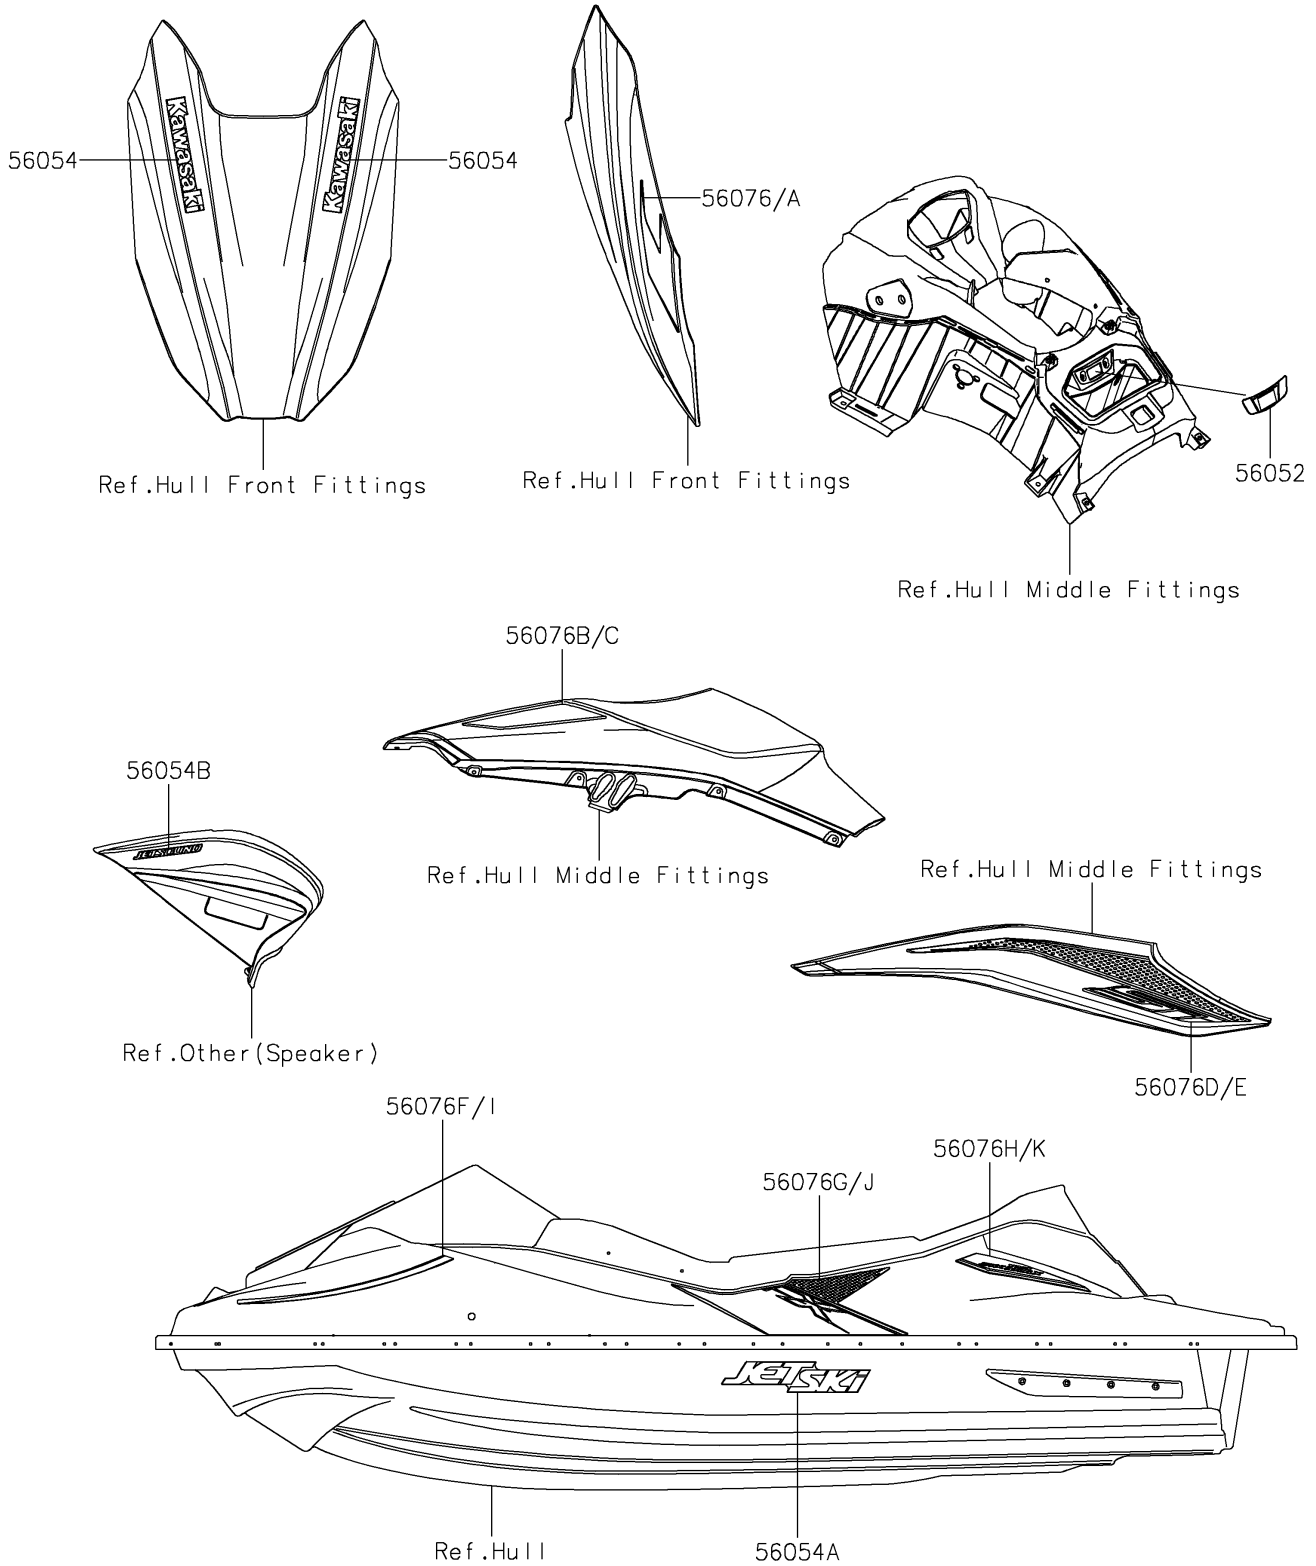 Kawasaki
Kawasaki
56054
56054
56076/A
56052
Ref.Hull Front Fittings
Ref.Hull Front Fittings
Ref.Hull Middle Fittings
56076B/C
56054B
JETSOUND
Ref.Hull Middle Fittings
Ref.Hull Middle Fittings
Ref.Other(Speaker)
56076D/E
56076F/I
56076H/K
56076G/J
JETSKi
Ref.Hull
56054A